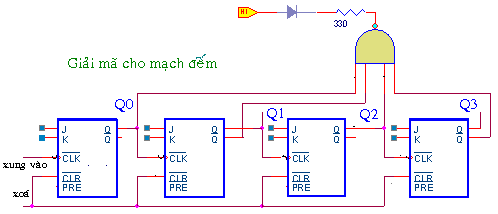 Hi
330
Giải mã cho mạch đếm
Q0
Q1
Q2
Q3
J Q
K Q
CLK
CLR
PRE
J Q
K Q
CLK
CLR
PRE
J Q
K Q
CLK
CLR
PRE
J Q
K Q
CLK
CLR
PRE
xung vào
xoá